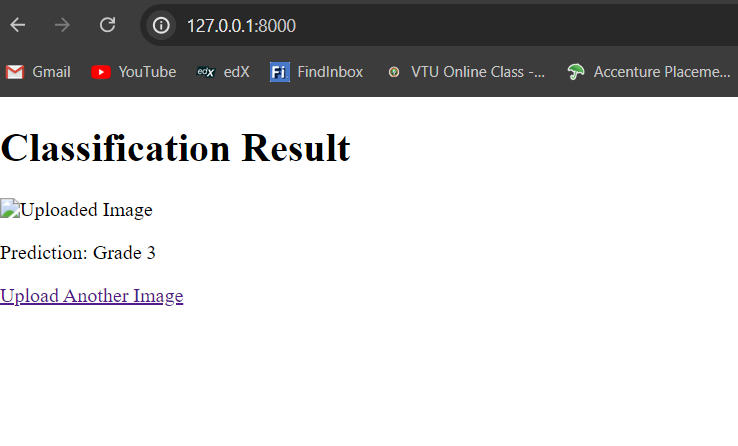 127.0.0.1:8000
Gmail YouTube edX edX FindInbox VTU Online Class -... Accenture Placeme...
Classification Result
Uploaded Image
Prediction: Grade 3
Upload Another Image